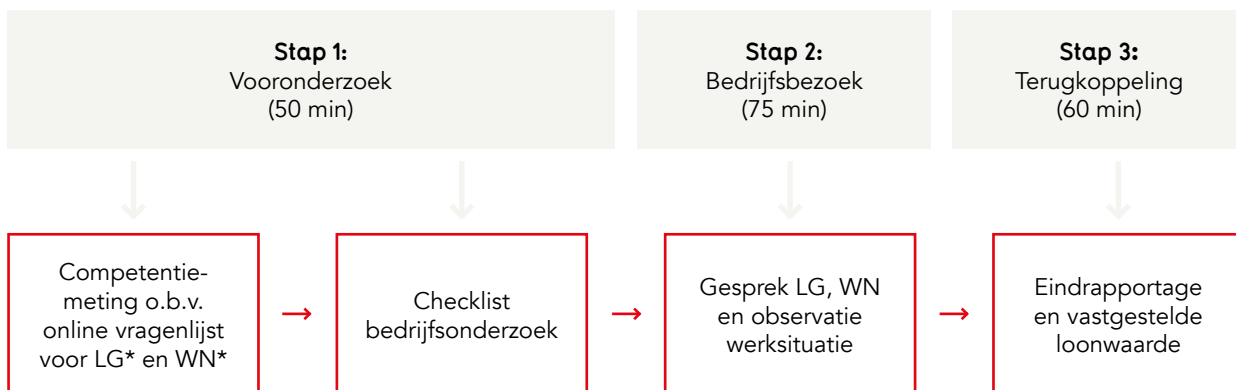 Stap 1:
Vooronderzoek
(50 min)
Stap 2:
Bedrijfsbezoek
(75 min)
Stap 3:
Terugkoppeling
(60 min)
Competentie-
meting o.b.v.
online vragenlijst
voor LG* en WN*
Checklist
bedrijfsonderzoek
Gesprek LG, WN
en observatie
werksituatie
Eindrapportage
en vastgestelde
loonwaarde